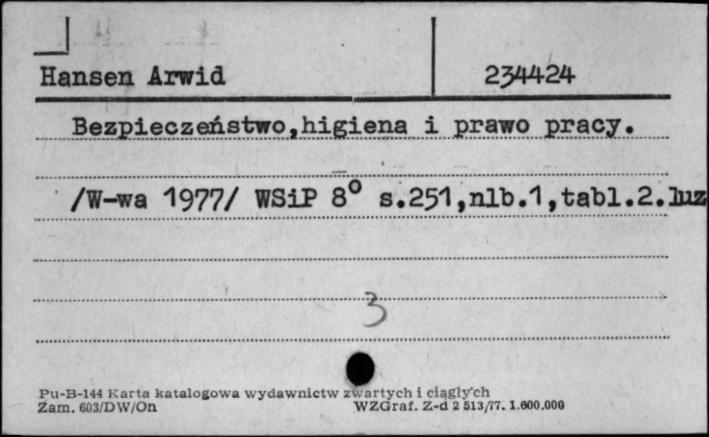 Hansen Arwid 234424
Bezpieczeństwo,higiena i prawo pracy.
/W-wa 1977/ WSiP 8° s.251,nlb.1,tabl.2.luz
3
Pu-B-144 Karta katalogowa wydawnictw zwartych i ciągłych
Zam. 603/DW/On WZGraf. Z-d 2 513/77. 1.600.000